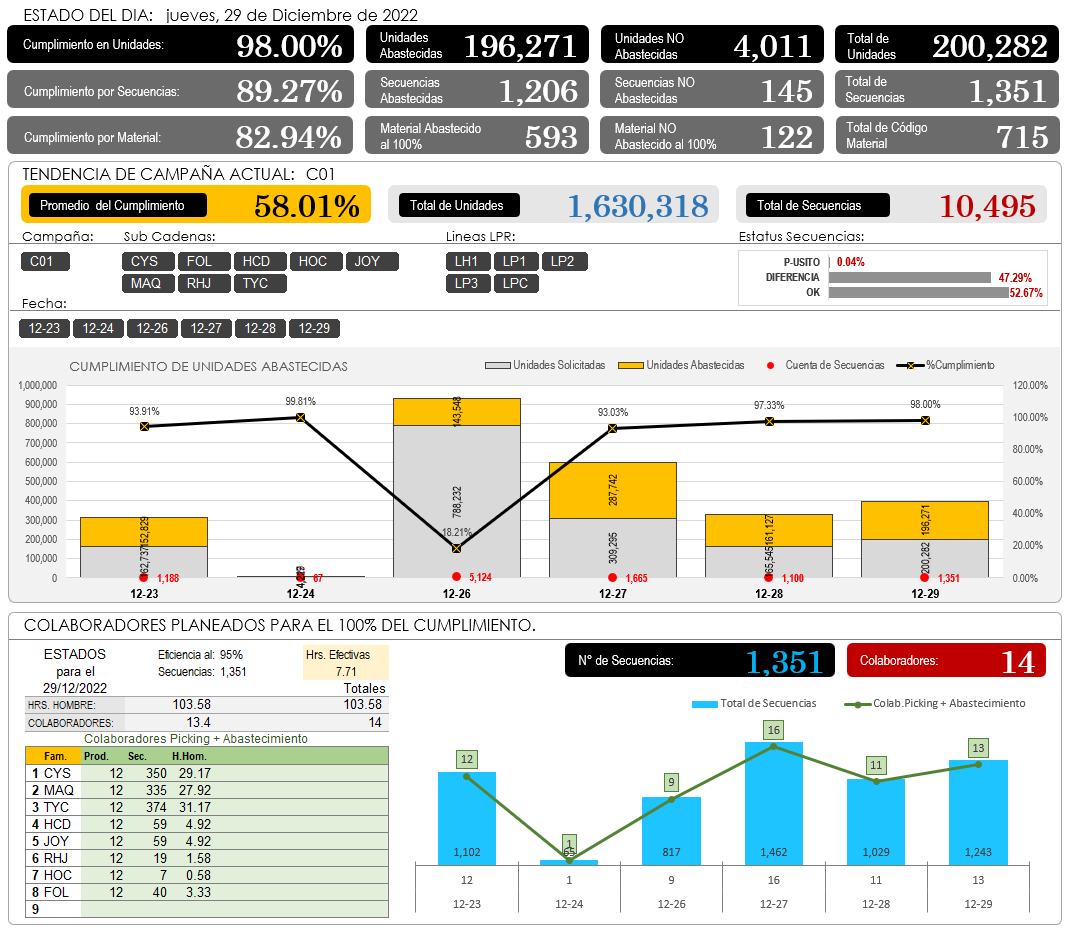 ESTADO DEL DIA: jueves, 29 de Diciembre de 2022
Cumplimiento en Unidades: 98.00% Unidades Abastecidas 196,271 Unidades NO Abastecidas 4,011 Total de Unidades 200,282
Cumplimiento por Secuencias: 89.27% Secuencias Abastecidas 1,206 Secuencias NO Abastecidas 145 Total de Secuencias 1,351
Cumplimiento por Material: 82.94% Material Abastecido al 100% 593 Material NO Abastecido al 100% 122 Total de Código Material 715
TENDENCIA DE CAMPAÑA ACTUAL: C01
Promedio del Cumplimiento 58.01% Total de Unidades 1,630,318 Total de Secuencias 10,495
Campaña: Sub Cadenas: Lineas LPR: Estatus Secuencias:
C01 CYS FOL HCD HOC JOY LH1 LP1 LP2
MAQ RHJ TYC LP3 LPC
P-USITO 0.04%
DIFERENCIA 47.29%
OK 52.67%
Fecha:
12-23 12-24 12-26 12-27 12-28 12-29
CUMPLIMIENTO DE UNIDADES ABASTECIDAS
Unidades Solicitadas Unidades Abastecidas Cuenta de Secuencias %Cumplimiento
1,000,000
900,000
800,000
700,000
600,000
500,000
400,000
300,000
200,000
100,000
0
120.00%
100.00%
80.00%
60.00%
40.00%
20.00%
0.00%
93.91% 99.81% 18.21% 93.03% 97.33% 98.00%
152,829 143,548 287,742 161,127 196,271
162,737 788,232 309,295 165,545 200,282
1,188 67 5,124 1,665 1,100 1,351
12-23 12-24 12-26 12-27 12-28 12-29
COLABORADORES PLANEADOS PARA EL 100% DEL CUMPLIMIENTO.
ESTADOS
para el
29/12/2022
Eficiencia al: 95%
Secuencias: 1,351
Hrs. Efectivas
7.71
Totales
HRS. HOMBRE: 103.58 103.58
COLABORADORES: 13.4 14
Colaboradores Picking + Abastecimiento
Fam. Prod. Sec. H.Hom.
1 CYS 12 350 29.17
2 MAQ 12 335 27.92
3 TYC 12 374 31.17
4 HCD 12 59 4.92
5 JOY 12 59 4.92
6 RHJ 12 19 1.58
7 HOC 12 7 0.58
8 FOL 12 40 3.33
9
N° de Secuencias: 1,351 Colaboradores: 14
Total de Secuencias Colab.Picking + Abastecimiento
12 1 9 16 11 13
1,102 65 817 1,462 1,029 1,243
12 1 9 16 11 13
12-23 12-24 12-26 12-27 12-28 12-29